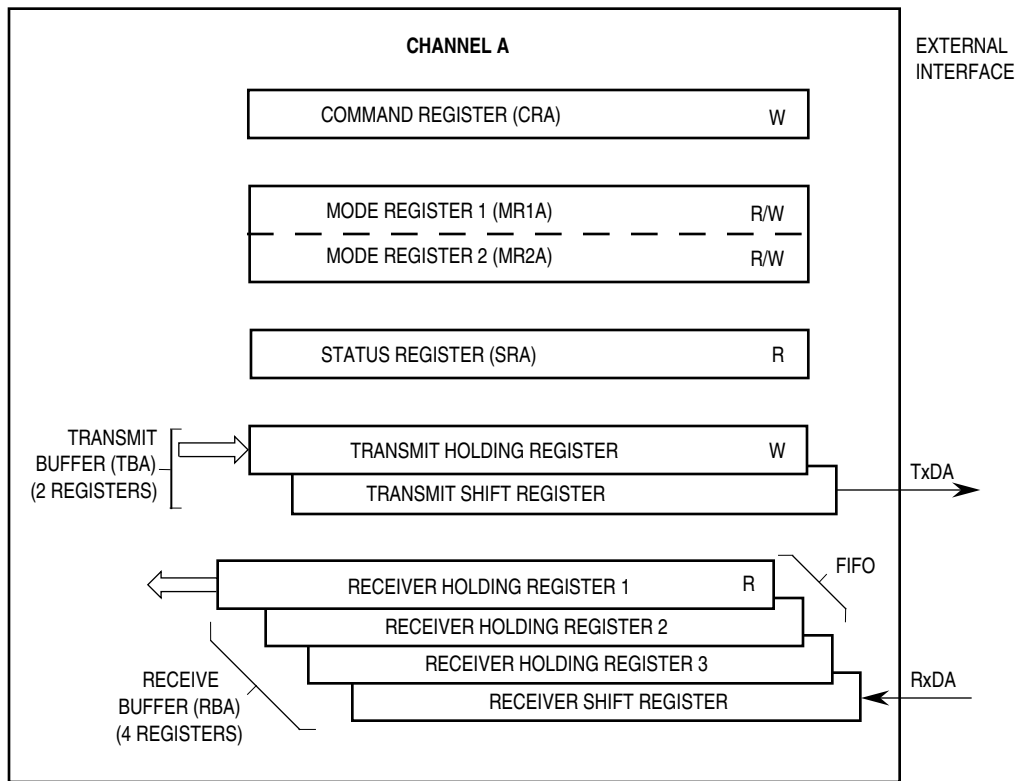 CHANNEL A
EXTERNAL
INTERFACE
COMMAND REGISTER (CRA) W
MODE REGISTER 1 (MR1A) R/W
MODE REGISTER 2 (MR2A) R/W
STATUS REGISTER (SRA) R
TRANSMIT
BUFFER (TBA)
(2 REGISTERS)
TRANSMIT HOLDING REGISTER W
TRANSMIT SHIFT REGISTER
TxDA
RECEIVER HOLDING REGISTER 1 R
FIFO
RECEIVER HOLDING REGISTER 2
RECEIVER HOLDING REGISTER 3
RECEIVER SHIFT REGISTER
RECEIVE
BUFFER (RBA)
(4 REGISTERS)
RxDA